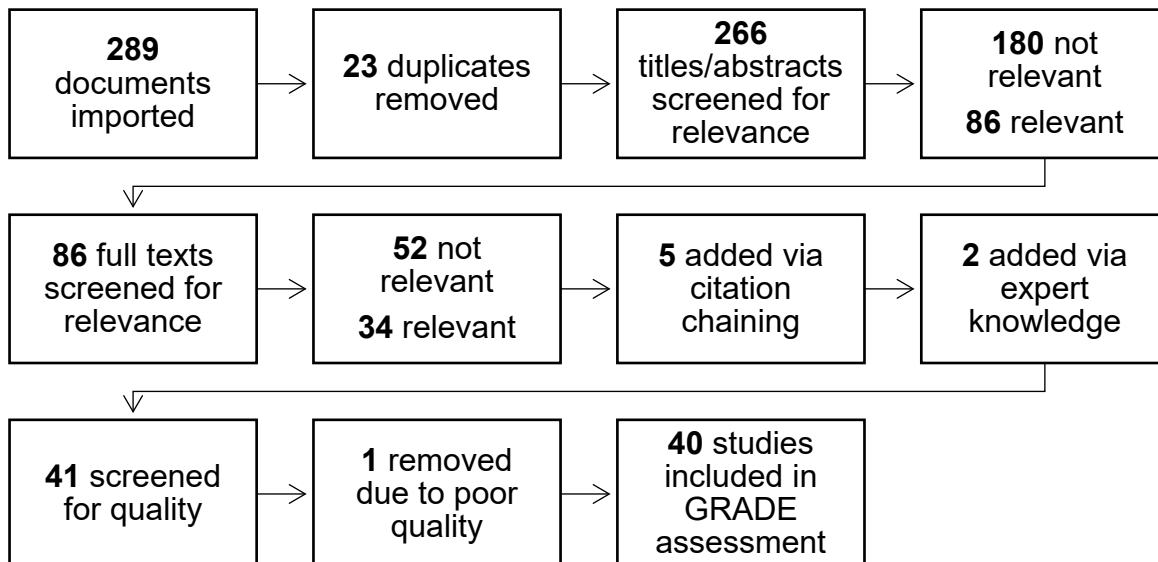 289
documents
imported
23 duplicates
removed
266
titles/abstracts
screened for
relevance
180 not
relevant
86 relevant
86 full texts
screened for
relevance
52 not
relevant
34 relevant
5 added via
citation
chaining
2 added via
expert
knowledge
41 screened
for quality
1 removed
due to poor
quality
40 studies
included in
GRADE
assessment